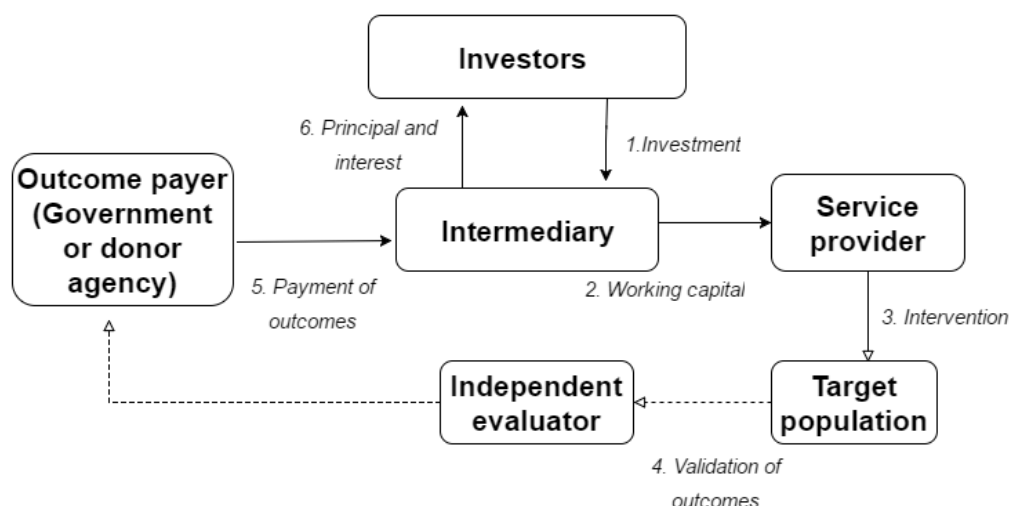 Investors
6. Principal and
interest
1.Investment
Outcome payer
(Government
or donor
agency)
Intermediary
Service
provider
5. Payment of
outcomes
2. Working capital
3. Intervention
Independent
evaluator
Target
population
4. Validation of
outcomes